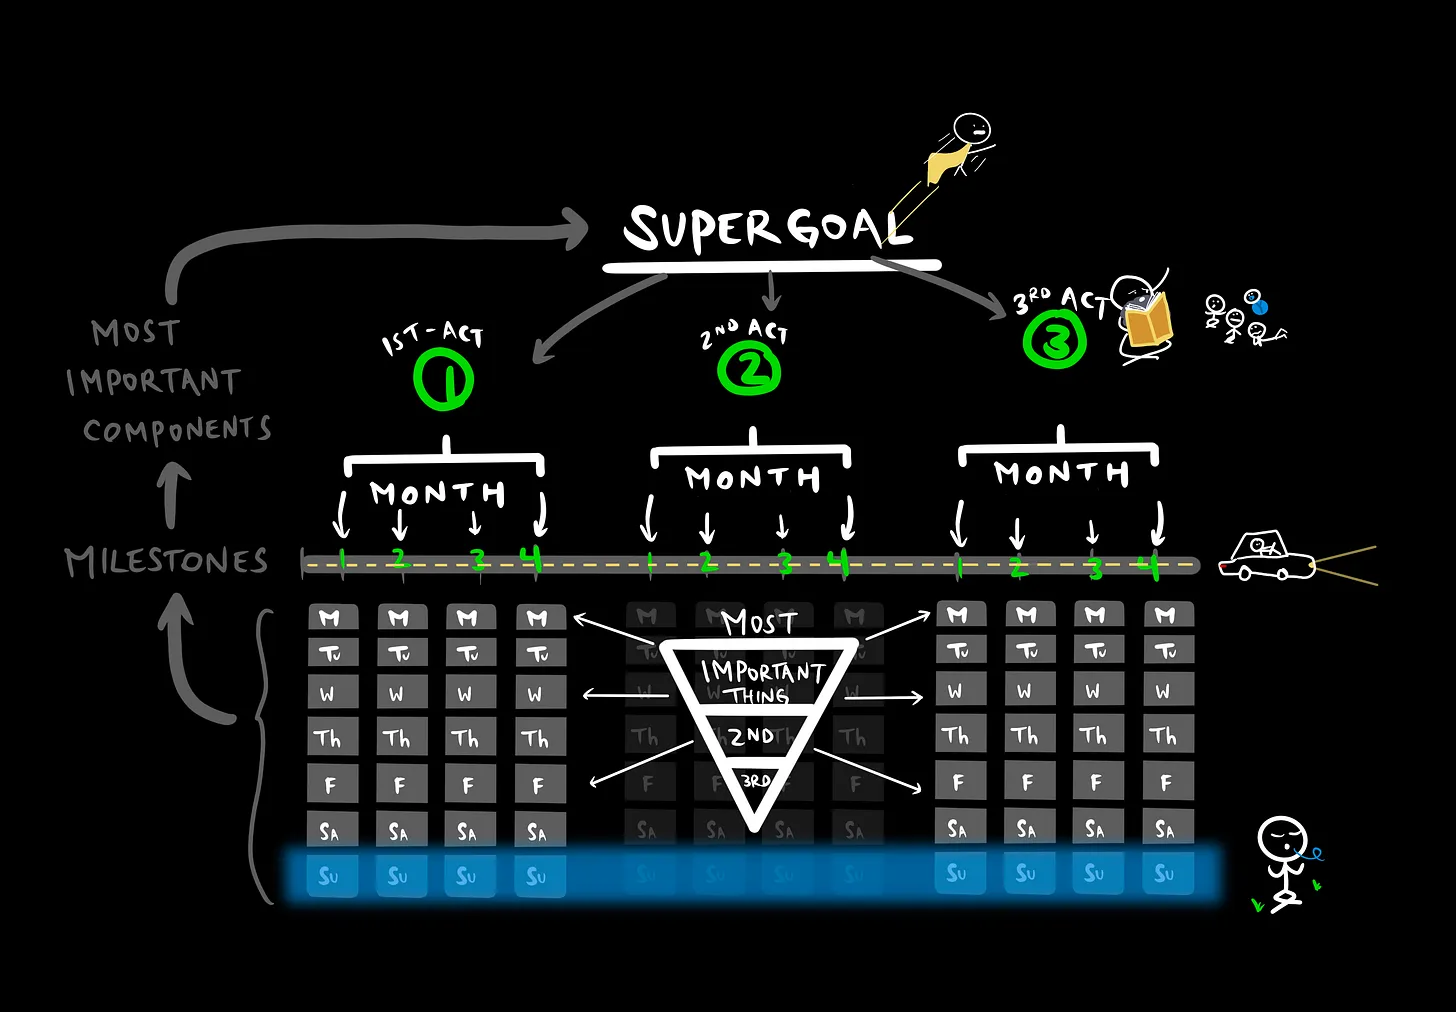 SUPER GOAL
1ST-ACT
1
2ND ACT
2
3RD ACT
3
MOST
IMPORTANT
COMPONENTS
MONTH
MONTH
MONTH
MILESTONES
1 2 3 4 1 2 3 4 1 2 3 4
M M M M M M M M M M M M
Tu Tu Tu Tu Tu Tu Tu Tu Tu Tu
W W W W W W W W W W
Th Th Th Th Th Th Th Th Th Th Th Th
F F F F F F F F F F F F
SA SA SA SA SA SA SA SA SA SA SA SA
SU SU SU SU SU SU SU SU SU SU SU SU
MOST
IMPORTANT
THING
2ND
3RD